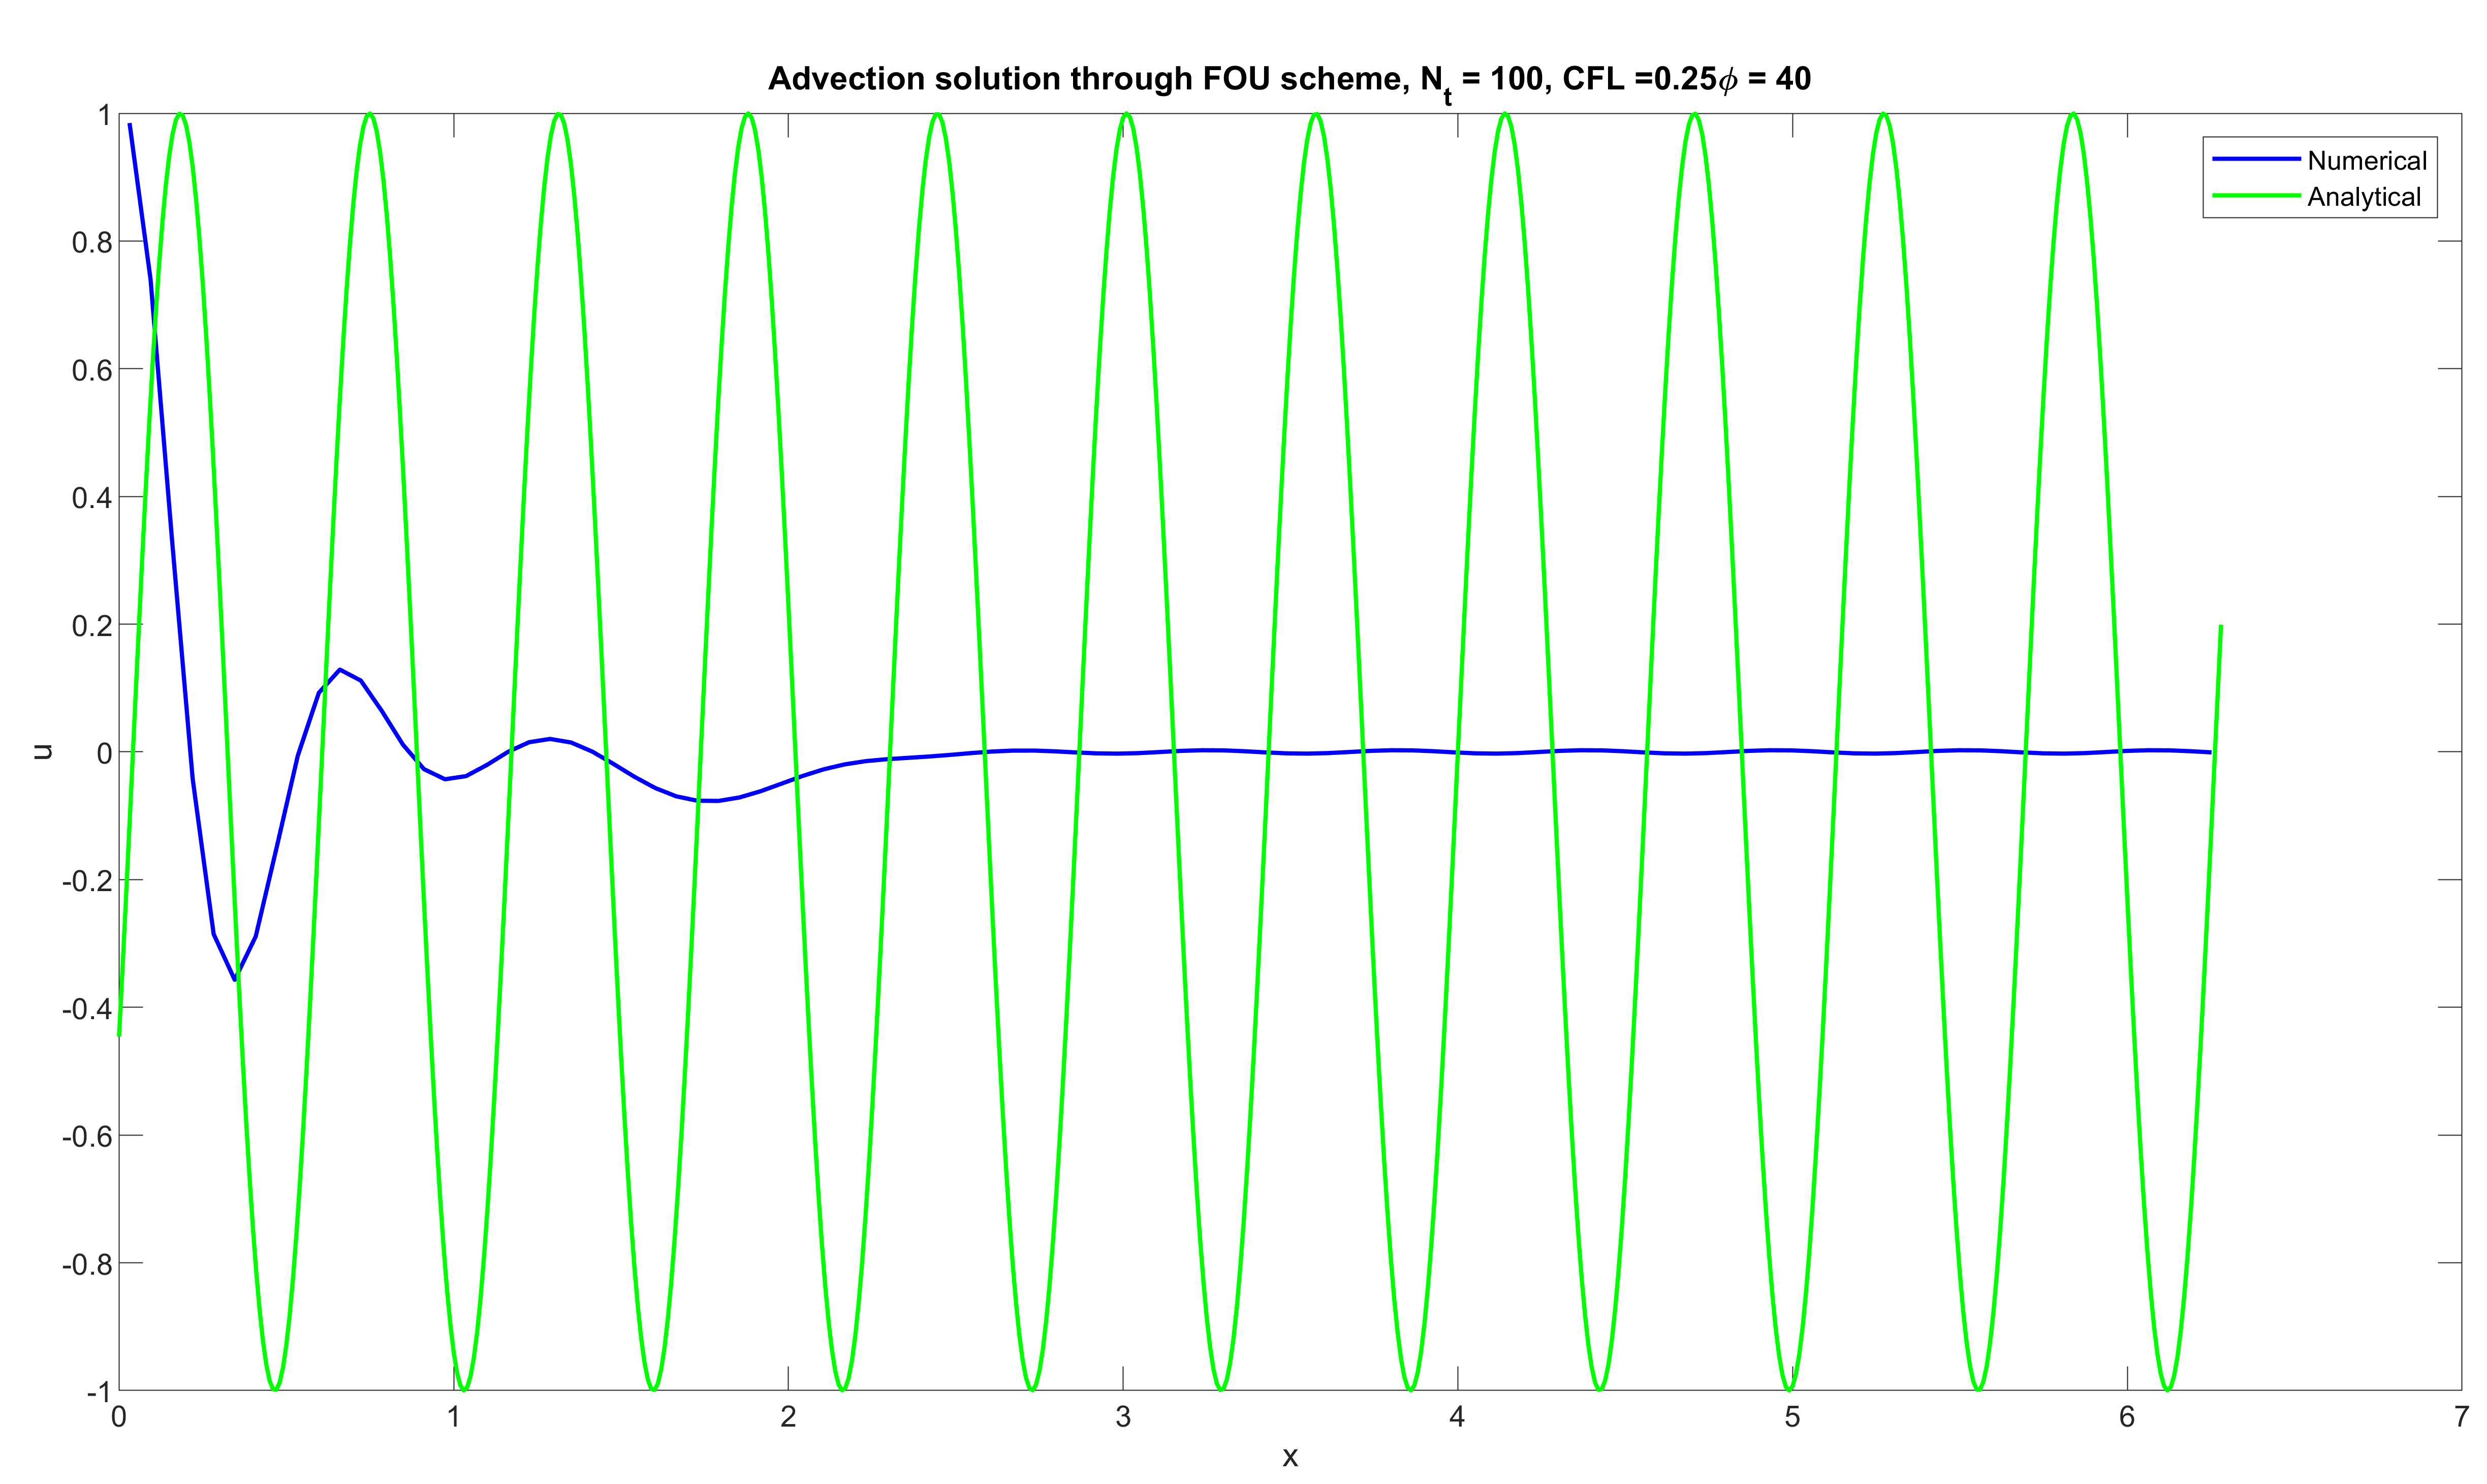 Advection solution through FOU scheme, Nt = 100, CFL =0.25ϕ = 40
Numerical
Analytical
1
0.8
0.6
0.4
0.2
0
-0.2
-0.4
-0.6
-0.8
-1
u
0 1 2 3 4 5 6 7
x